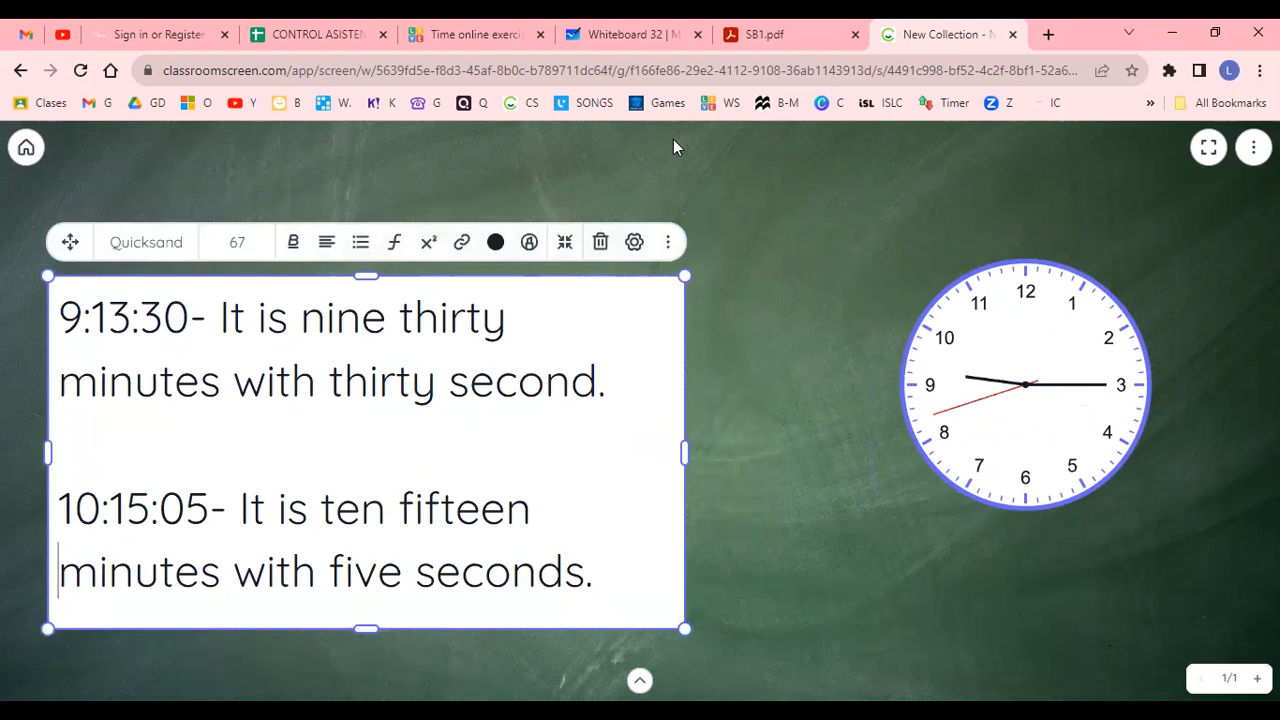 Sign in or Register
CONTROL ASISTEN
Time online exerci
Whiteboard 32 | M
SB1.pdf
New Collection - N
classroomscreen.com/app/screen/w/5639fd5e-f8d3-45af-8b0c-b789711dc64f/g/f166fe86-29e2-4112-9108-36ab1143913d/s/4491c998-bf52-4c2f-8bf1-52a6...
L
Clases
G
GD
O
Y
B
W.
K! K
G
Q
CS
SONGS
Games
WS
B-M
C
iSL ISLC
Timer
Z
IC
»
All Bookmarks
Quicksand 67 B
9:13:30- It is nine thirty
minutes with thirty second.
10:15:05- It is ten fifteen
minutes with five seconds.
12
1
2
3
4
5
6
7
8
9
10
11
1/1